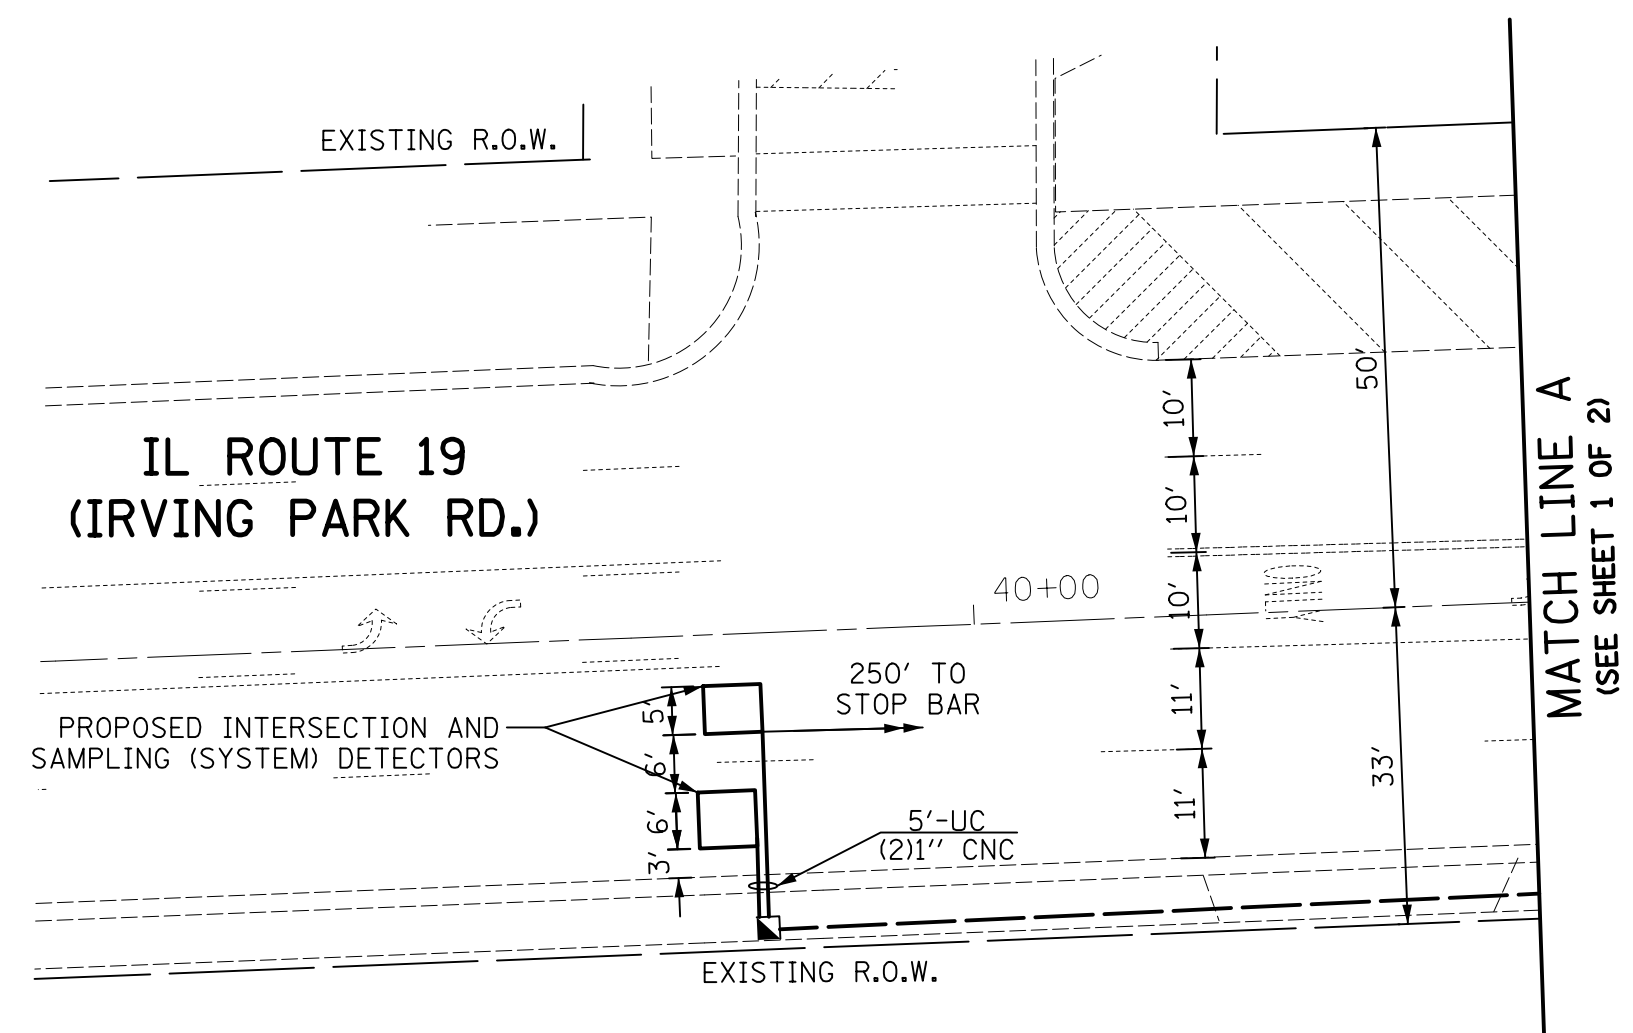 EXISTING R.O.W.
50'
10'
10'
10'
11'
11'
33'
IL ROUTE 19
(IRVING PARK RD.)
40+00
250' TO
STOP BAR
PROPOSED INTERSECTION AND
SAMPLING (SYSTEM) DETECTORS
5'
6'
6'
3'
5'-UC
(2)1" CNC
EXISTING R.O.W.
MATCH LINE A
(SEE SHEET 1 OF 2)